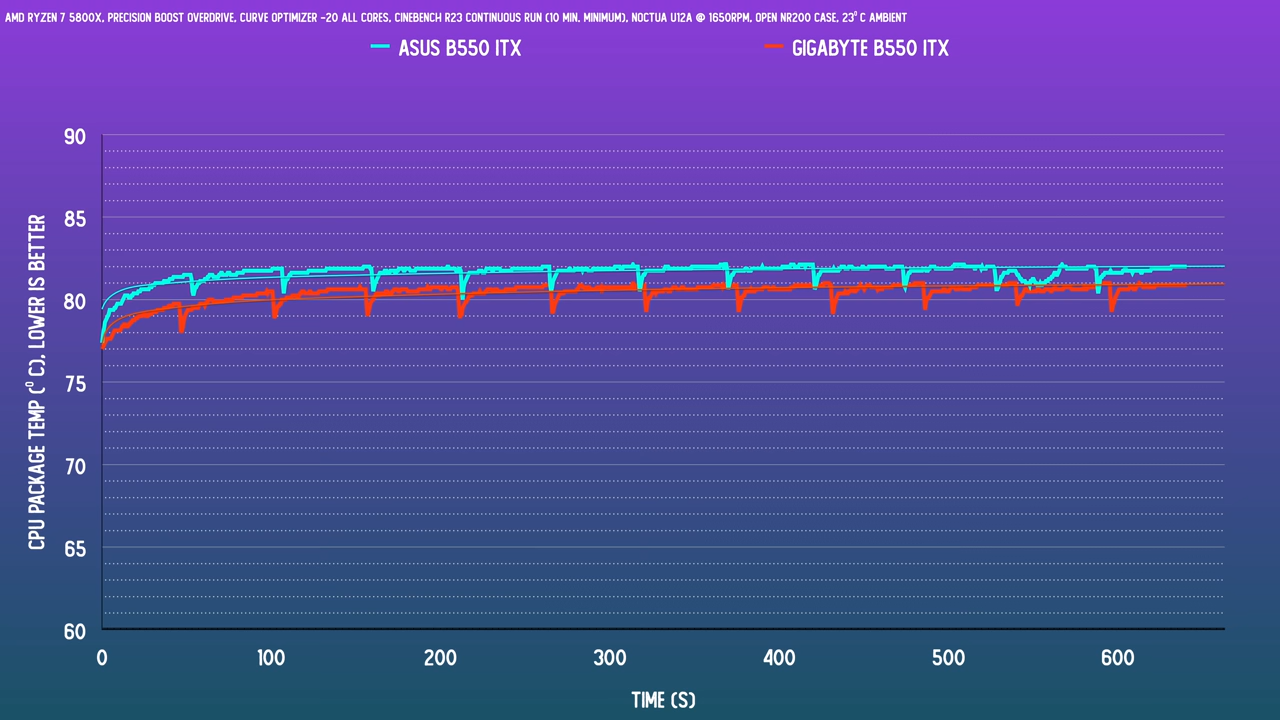 AMD RYZEN 7 5800X, PRECISION BOOST OVERDRIVE, CURVE OPTIMIZER -20 ALL CORES, CINEBENCH R23 CONTINUOUS RUN (10 MIN. MINIMUM), NOCTUA U12A @ 1650RPM, OPEN NR200 CASE, 23⁰ C AMBIENT
ASUS B550 ITX
GIGABYTE B550 ITX
CPU PACKAGE TEMP (⁰ C), LOWER IS BETTER
90
85
80
75
70
65
60
0
100
200
300
400
500
600
TIME (S)